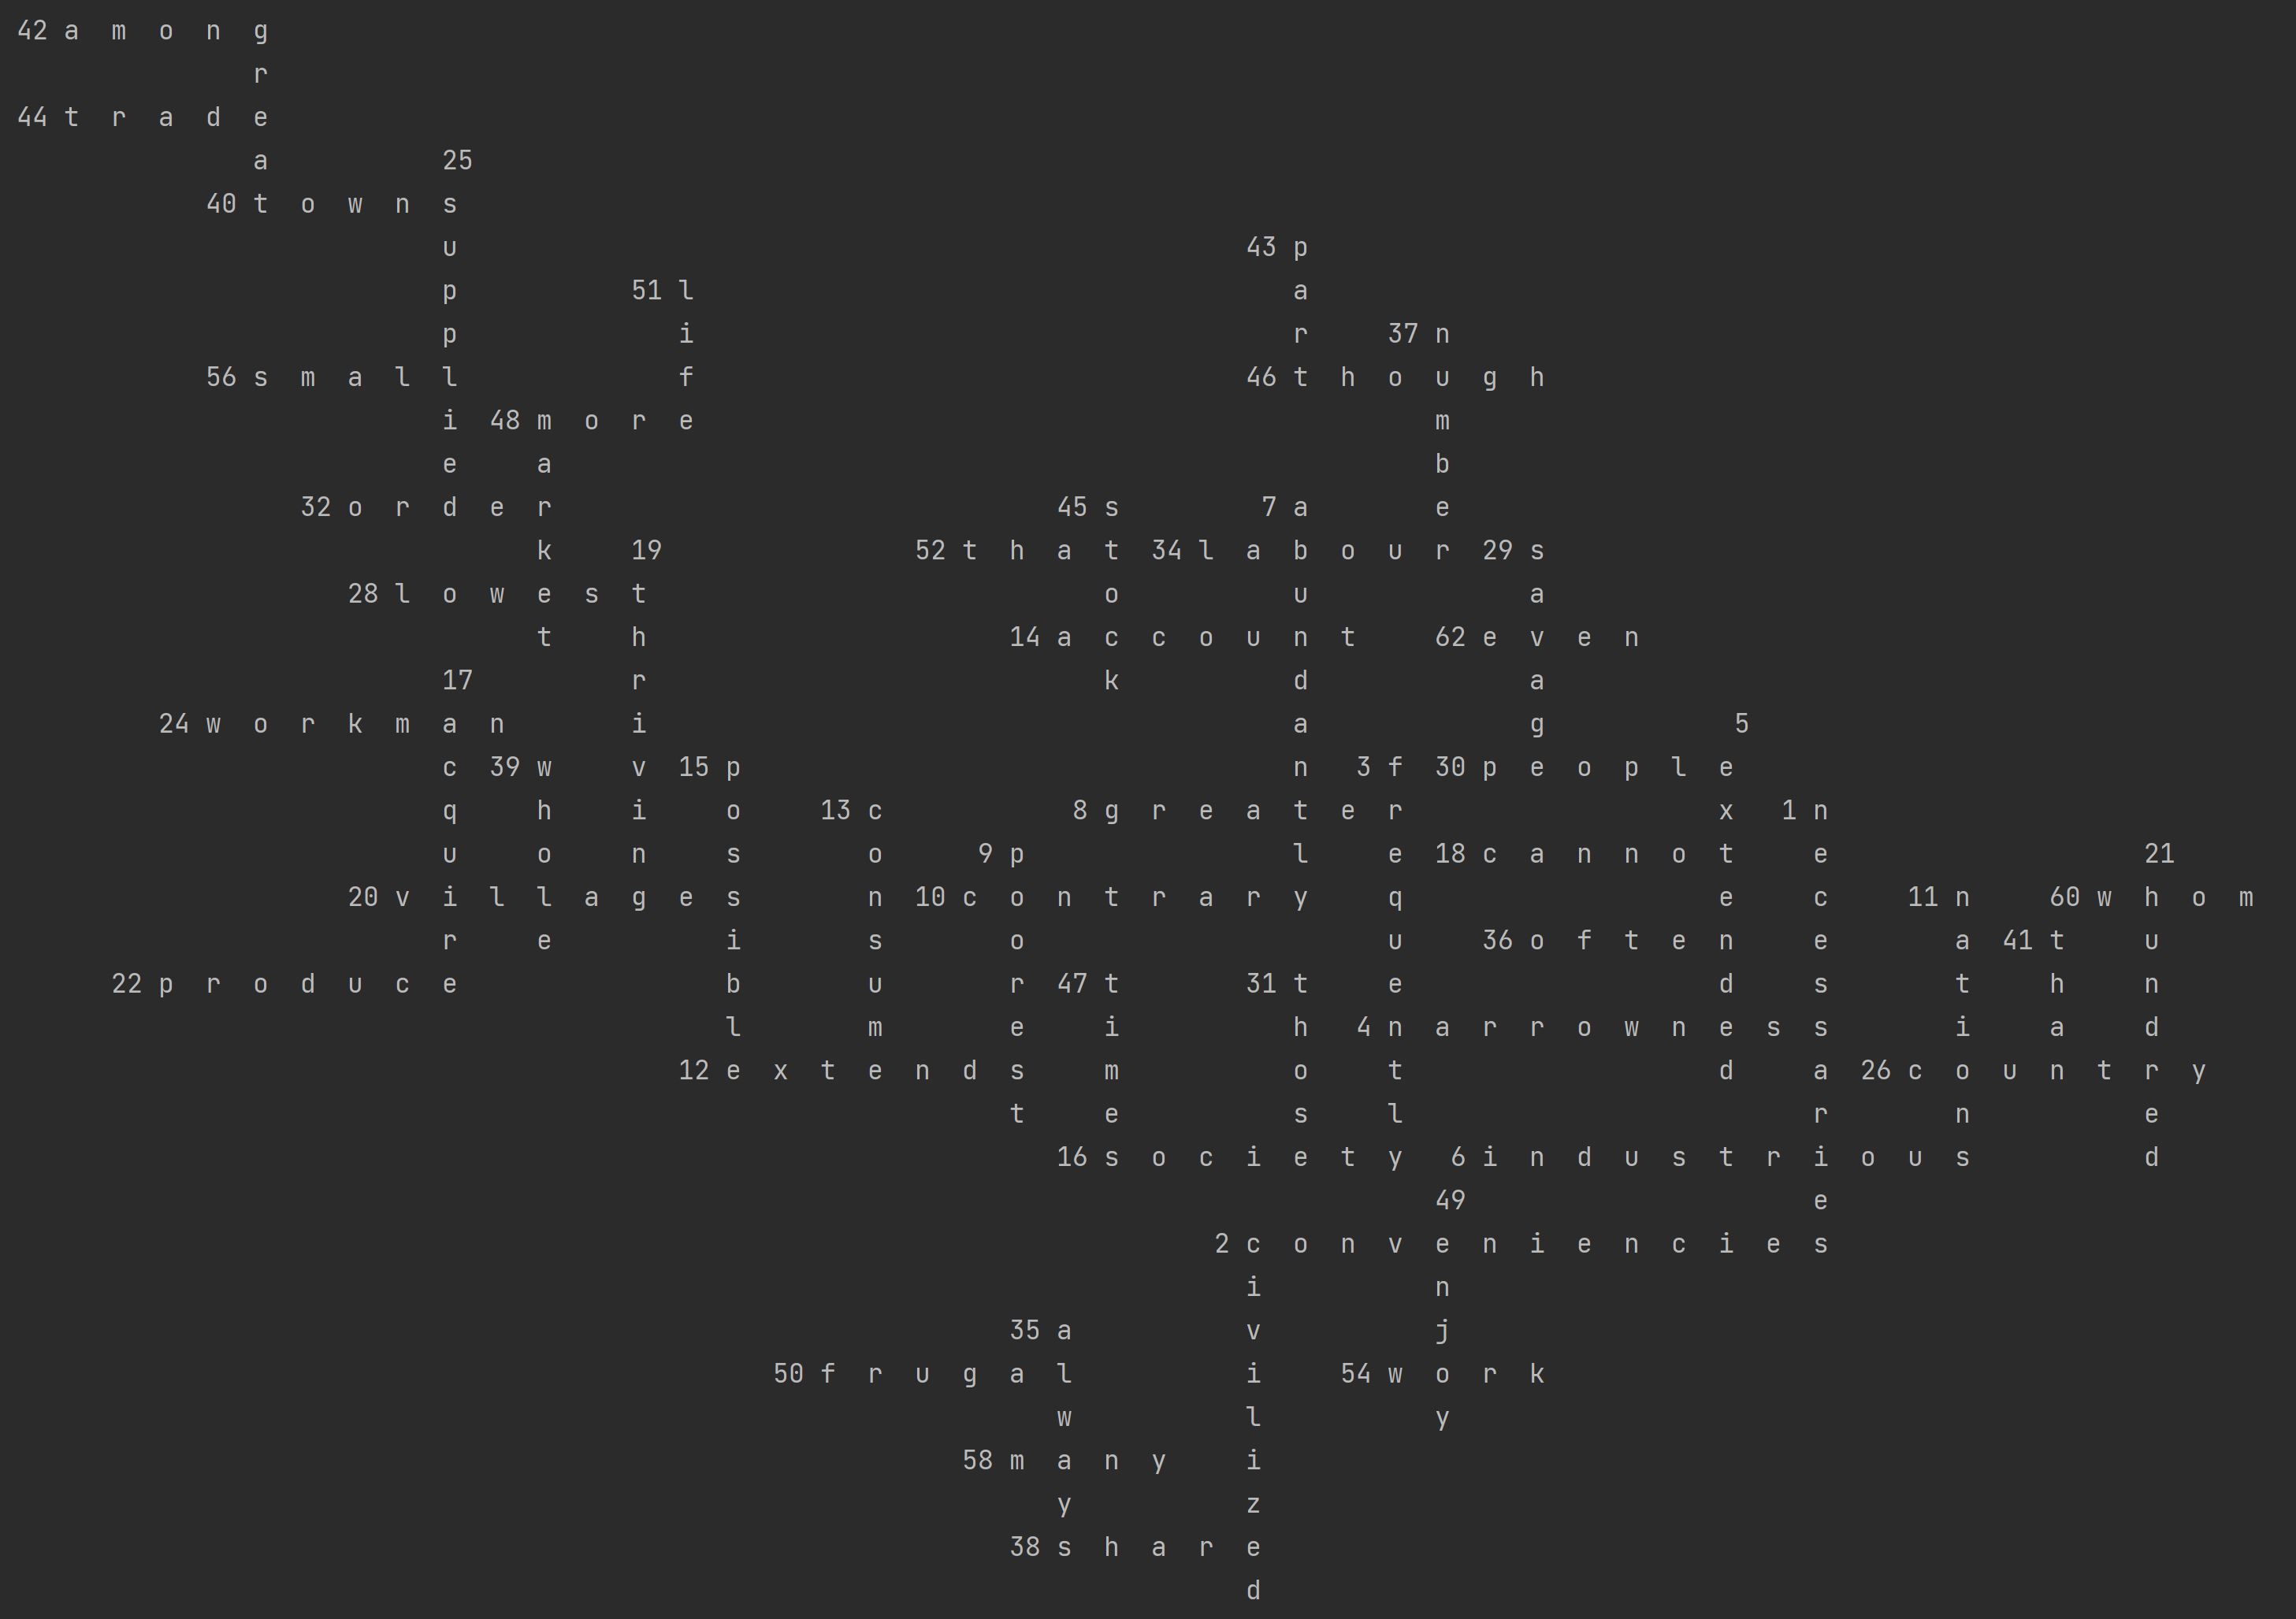 42 a m o n g
r
44 t r a d e
a 25
40 t o w n s
u 43 p
p 51 l a
p i r 37 n
56 s m a l l f 46 t h o u g h
i 48 m o r e m
e a b
32 o r d e r 45 s 7 a e
k 19 52 t h a t 34 l a b o u r 29 s
28 l o w e s t o u a
t h 14 a c c o u n t 62 e v e n
17 r k d a
24 w o r k m a n i a g 5
c 39 w v 15 p n 3 f 30 p e o p l e
q h i o 13 c 8 g r e a t e r x 1 n
u o n s o 9 p l e 18 c a n n o t e 21
20 v i l l a g e s n 10 c o n t r a r y q e c 11 n 60 w h o m
r e i s o u 36 o f t e n e a 41 t u
22 p r o d u c e b u r 47 t 31 t e d s t h n
l m e i h 4 n a r r o w n e s s i a d
12 e x t e n d s m o t d a 26 c o u n t r y
t e s l r n e
16 s o c i e t y 6 i n d u s t r i o u s d
49 e
2 c o n v e n i e n c i e s
i n
35 a v j
50 f r u g a l i 54 w o r k
w l y
58 m a n y i
y z
38 s h a r e d
d